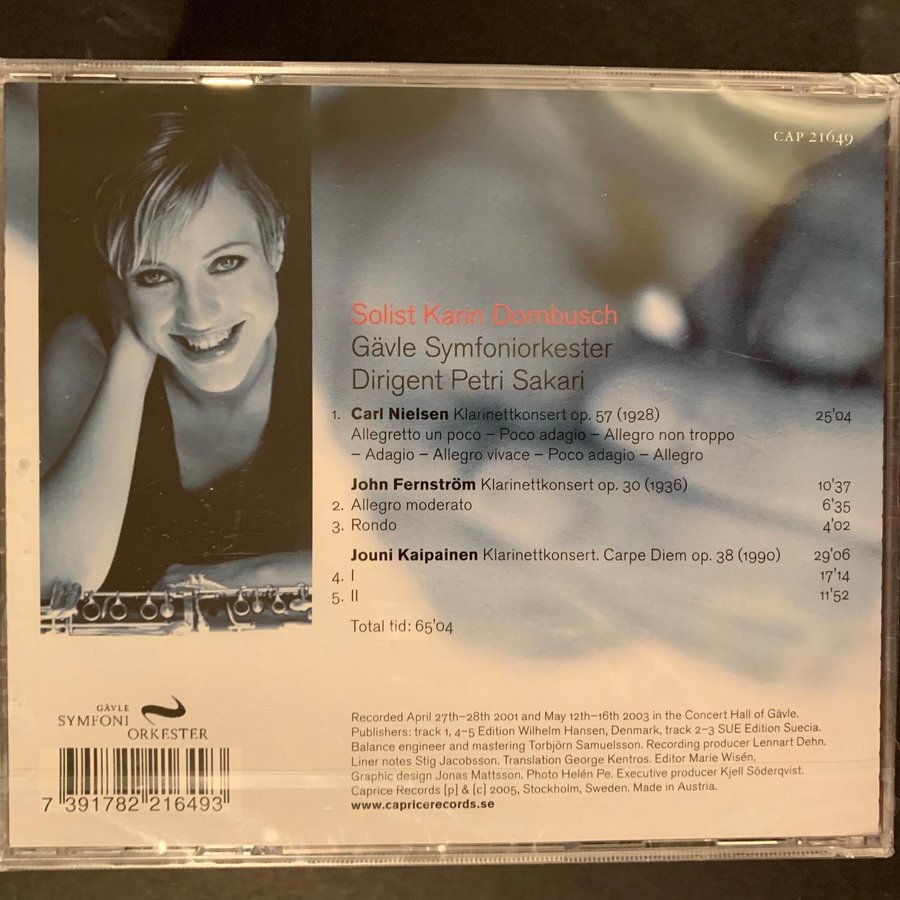 CAP 21649
Solist Karin Dornbusch
Gävle Symfoniorkester
Dirigent Petri Sakari
1. Carl Nielsen Klarinettkonsert op. 57 (1928) 25'04
Allegretto un poco – Poco adagio – Allegro non troppo
– Adagio – Allegro vivace – Poco adagio – Allegro
John Fernström Klarinettkonsert op. 30 (1936) 10'37
2. Allegro moderato 6'35
3. Rondo 4'02
Jouni Kaipainen Klarinettkonsert. Carpe Diem op. 38 (1990) 29'06
4. I 17'14
5. II 11'52
Total tid: 65'04
GÄVLE
SYMFONI
ORKESTER
7 391782 216493
Recorded April 27th–28th 2001 and May 12th–16th 2003 in the Concert Hall of Gävle.
Publishers: track 1, 4–5 Edition Wilhelm Hansen, Denmark, track 2–3 SUE Edition Suecia.
Balance engineer and mastering Torbjörn Samuelsson. Recording producer Lennart Dehn.
Liner notes Stig Jacobsson. Translation George Kentros. Editor Marie Wisén.
Graphic design Jonas Mattsson. Photo Helén Pe. Executive producer Kjell Söderqvist.
Caprice Records [p] & [c] 2005, Stockholm, Sweden. Made in Austria.
www.capricerecords.se